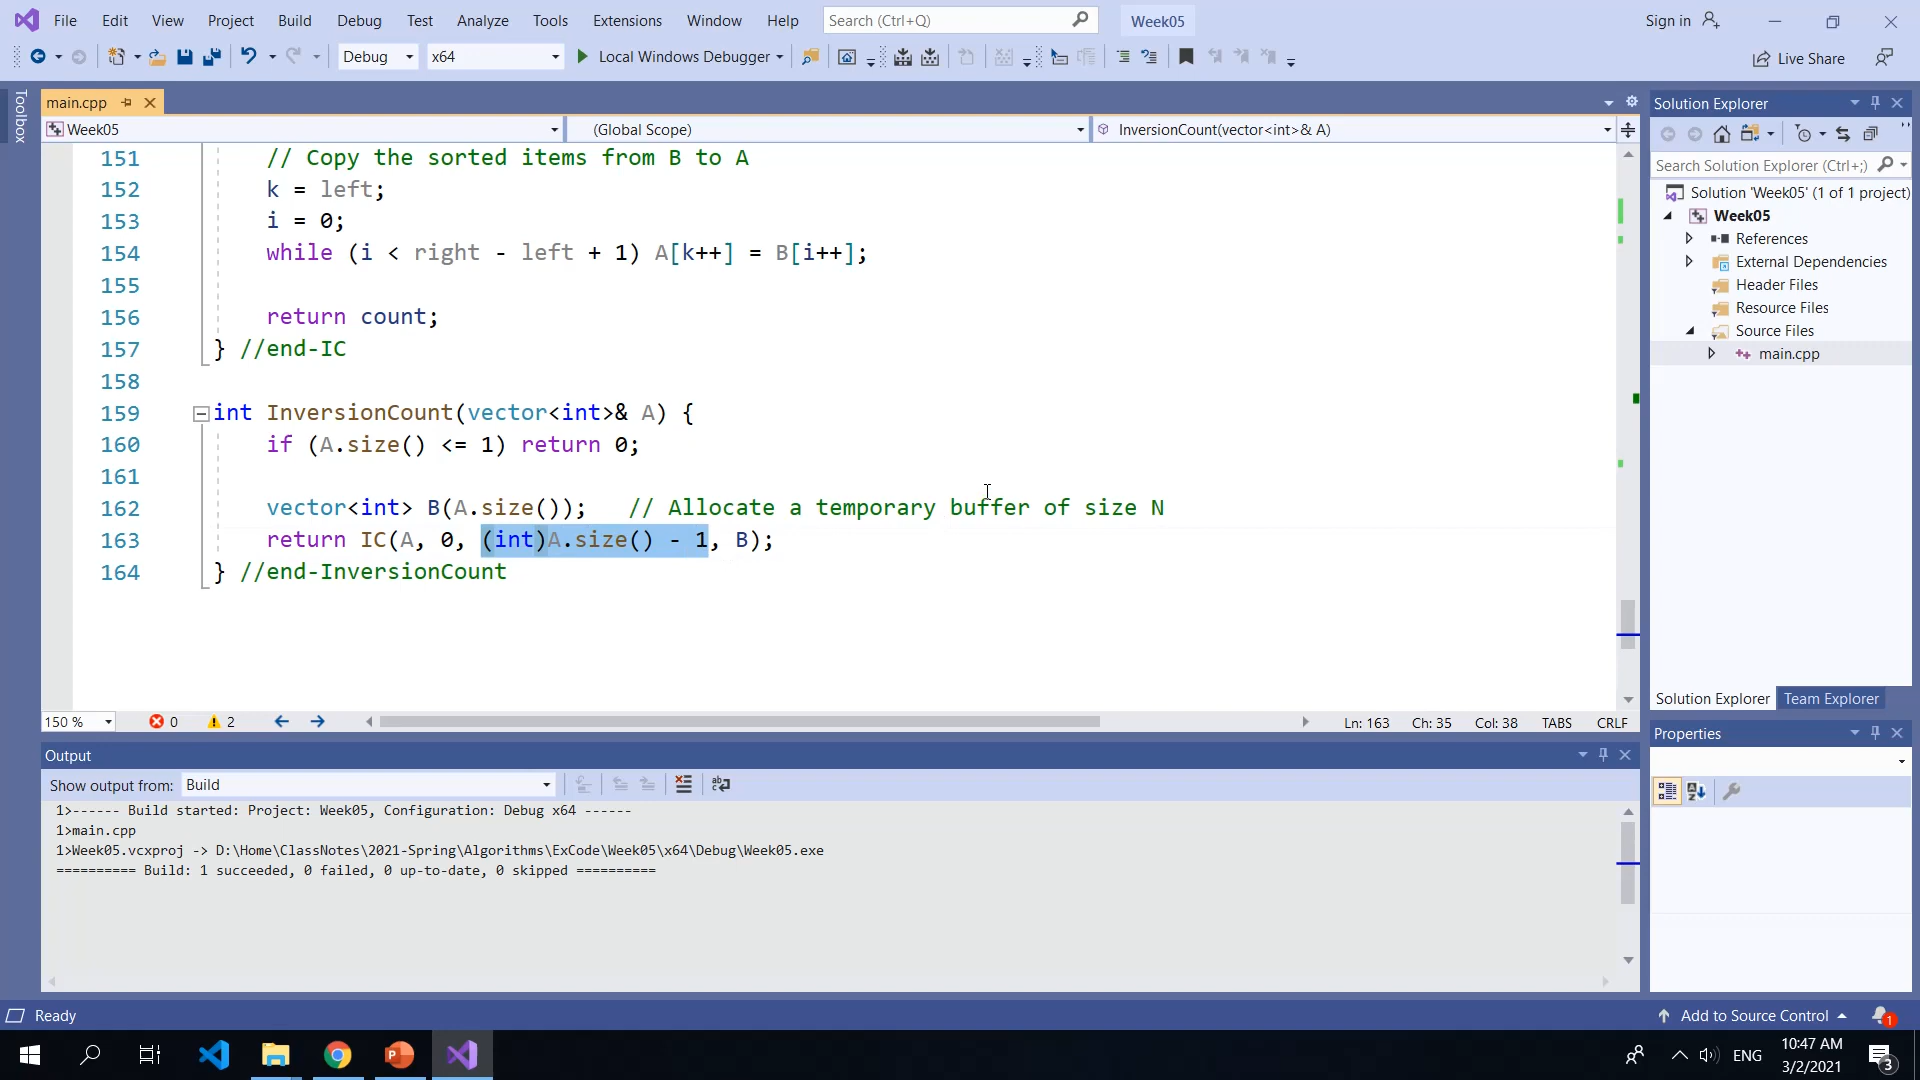 File Edit View Project Build Debug Test Analyze Tools Extensions Window Help Search (Ctrl+Q) Week05 Sign in
Debug x64 Local Windows Debugger Live Share
Toolbox
main.cpp
Week05 (Global Scope) InversionCount(vector<int>& A)
151 // Copy the sorted items from B to A
152 k = left;
153 i = 0;
154 while (i < right - left + 1) A[k++] = B[i++];
155
156 return count;
157 } //end-IC
158
159 int InversionCount(vector<int>& A) {
160 if (A.size() <= 1) return 0;
161
162 vector<int> B(A.size()); // Allocate a temporary buffer of size N
163 return IC(A, 0, (int)A.size() - 1, B);
164 } //end-InversionCount
150 % 0 2 Ln: 163 Ch: 35 Col: 38 TABS CRLF
Output
Show output from: Build
1>------ Build started: Project: Week05, Configuration: Debug x64 ------
1>main.cpp
1>Week05.vcxproj -> D:\Home\ClassNotes\2021-Spring\Algorithms\ExCode\Week05\x64\Debug\Week05.exe
========== Build: 1 succeeded, 0 failed, 0 up-to-date, 0 skipped ==========
Solution Explorer
Search Solution Explorer (Ctrl+;)
Solution 'Week05' (1 of 1 project)
Week05
References
External Dependencies
Header Files
Resource Files
Source Files
main.cpp
Solution Explorer Team Explorer
Properties
Ready Add to Source Control 1
ENG 10:47 AM
3/2/2021 3